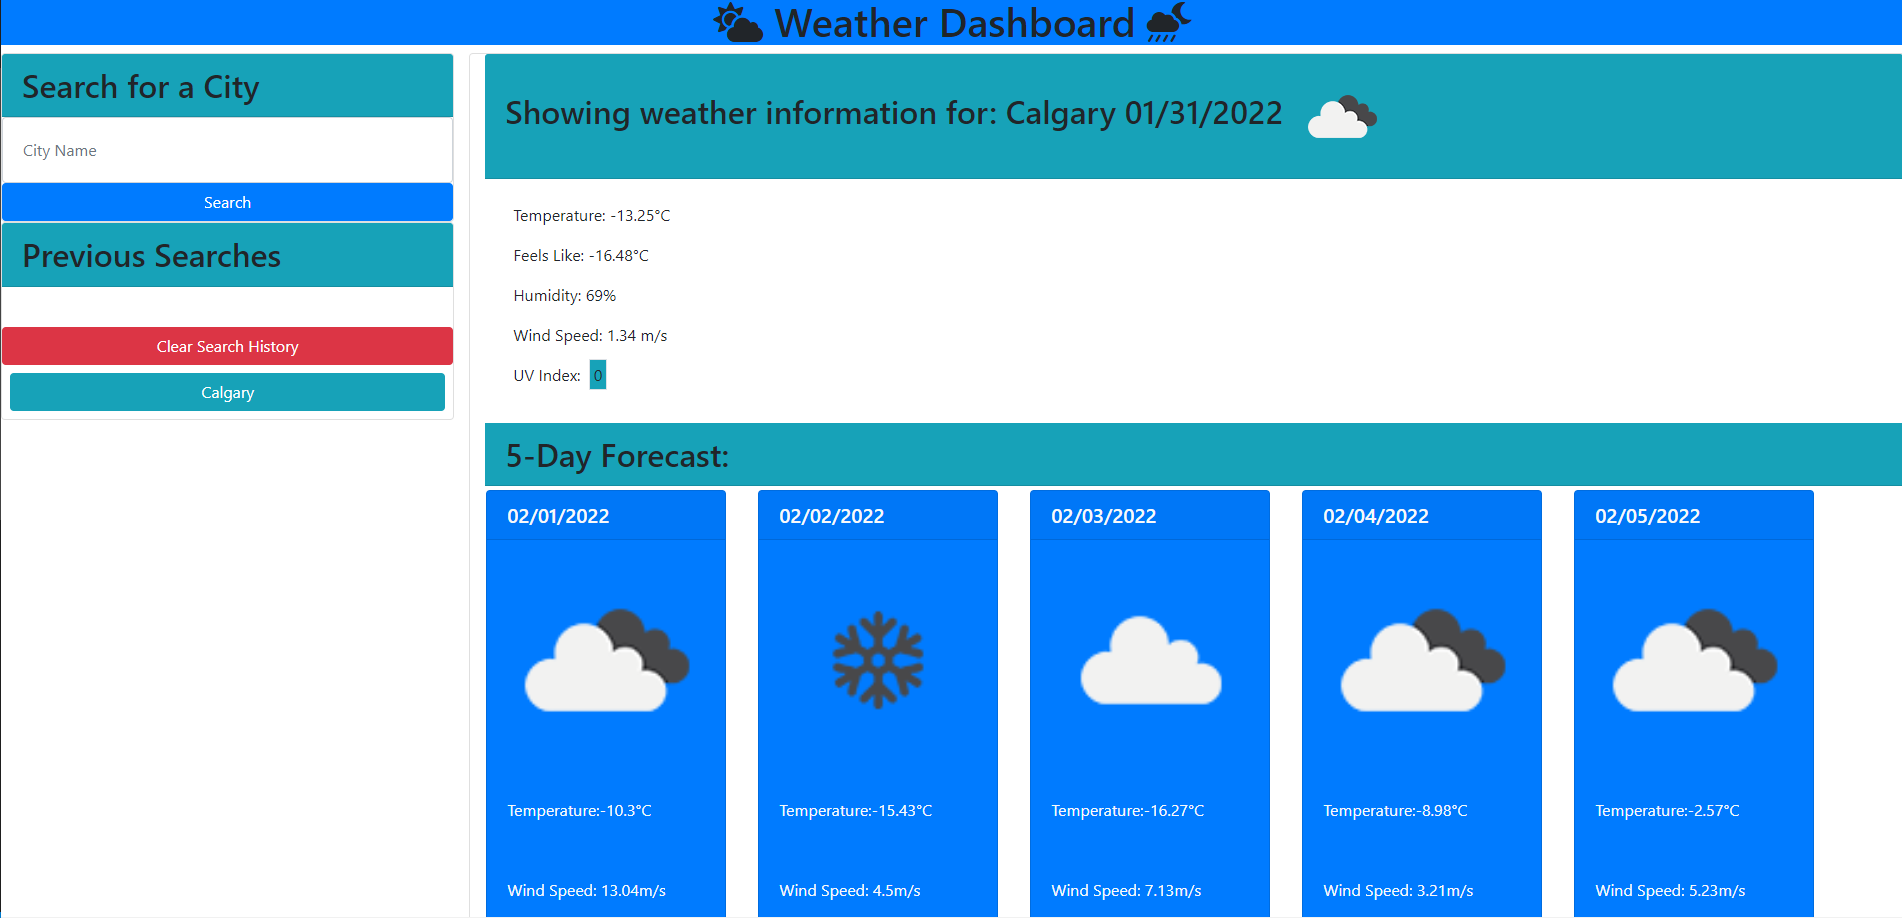 Weather Dashboard
Search for a City
City Name
Search
Previous Searches
Clear Search History
Calgary
Showing weather information for: Calgary 01/31/2022
Temperature: -13.25°C
Feels Like: -16.48°C
Humidity: 69%
Wind Speed: 1.34 m/s
UV Index: 0
5-Day Forecast:
02/01/2022
Temperature:-10.3°C
Wind Speed: 13.04m/s
02/02/2022
Temperature:-15.43°C
Wind Speed: 4.5m/s
02/03/2022
Temperature:-16.27°C
Wind Speed: 7.13m/s
02/04/2022
Temperature:-8.98°C
Wind Speed: 3.21m/s
02/05/2022
Temperature:-2.57°C
Wind Speed: 5.23m/s